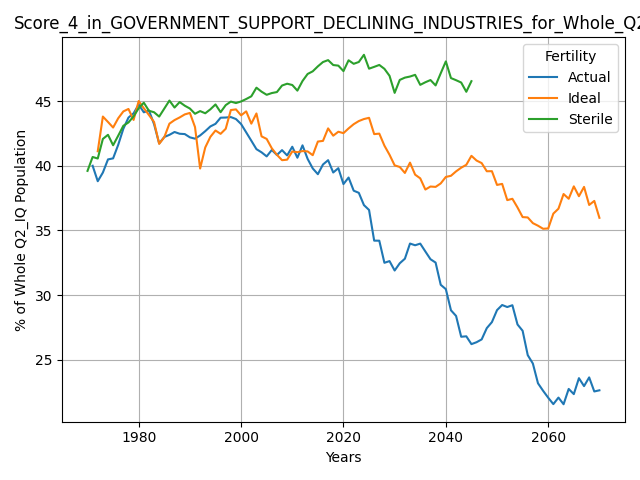 Score_4_in_GOVERNMENT_SUPPORT_DECLINING_INDUSTRIES_for_Whole_Q2
Fertility
Actual
Ideal
Sterile
% of Whole Q2_IQ Population
45
40
35
30
25
1980
2000
2020
2040
2060
Years